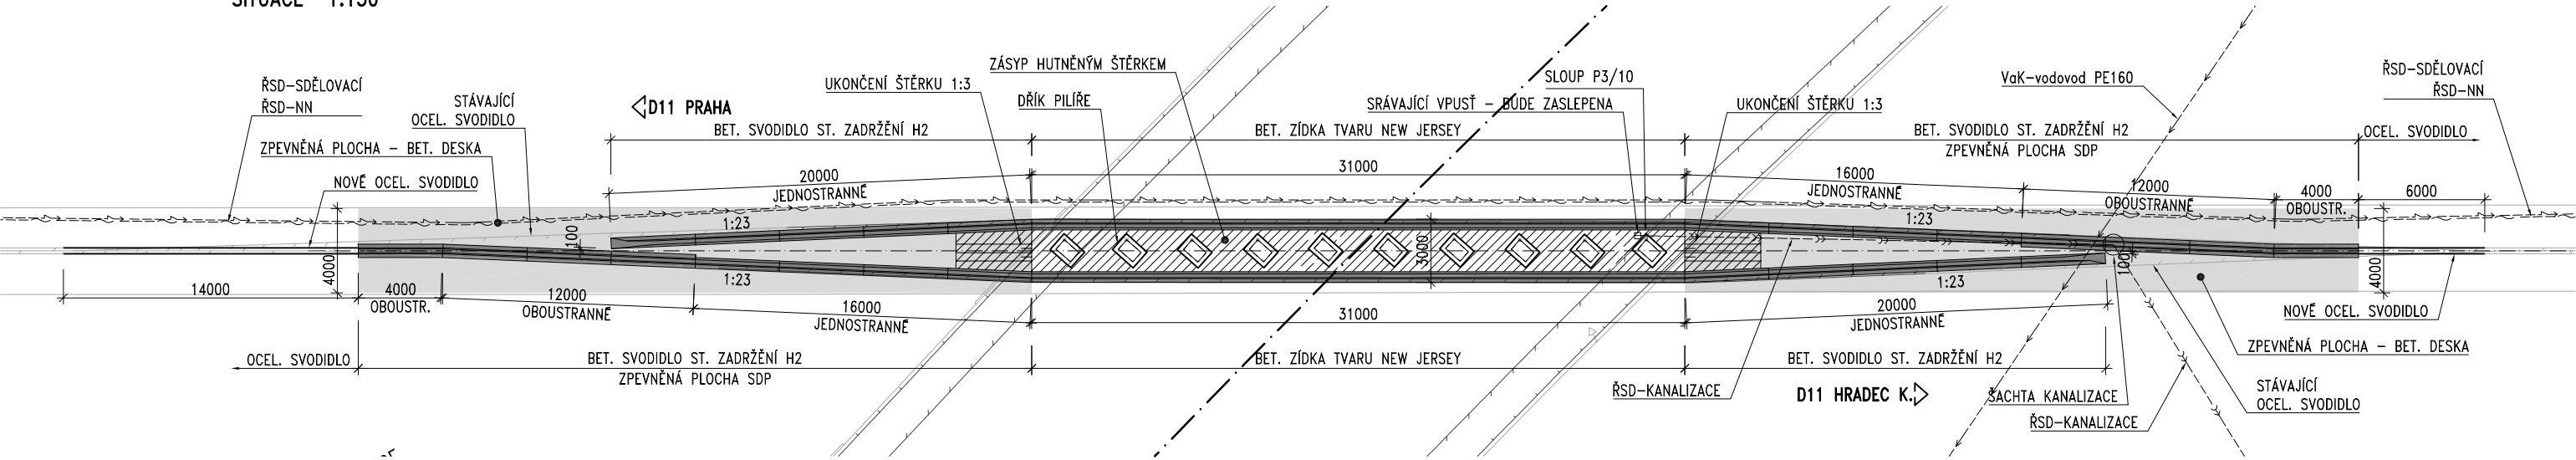 SITUACE 1:150
ŘSD-SDĚLOVACÍ
ŘSD-NN
ZPEVNĚNÁ PLOCHA – BET. DESKA
NOVÉ OCEL. SVODIDLO
STÁVAJÍCÍ
OCEL. SVODIDLO
D11 PRAHA
BET. SVODIDLO ST. ZADRŽENÍ H2
20000
JEDNOSTRANNÉ
UKONČENÍ ŠTĚRKU 1:3
ZÁSYP HUTNĚNÝM ŠTĚRKEM
DŘÍK PILÍŘE
BET. ZÍDKA TVARU NEW JERSEY
31000
SLOUP P3/10
SRÁVAJÍCÍ VPUSŤ – BUDE ZASLEPENA
UKONČENÍ ŠTĚRKU 1:3
VaK-vodovod PE160
BET. SVODIDLO ST. ZADRŽENÍ H2
ZPEVNĚNÁ PLOCHA SDP
OCEL. SVODIDLO
ŘSD-SDĚLOVACÍ
ŘSD-NN
16000
JEDNOSTRANNÉ
12000
OBOUSTRANNÉ
4000
OBOUSTR.
6000
1:23
1:23
100
4000
3000
100
4000
1:23
1:23
14000
4000
OBOUSTR.
12000
OBOUSTRANNÉ
16000
JEDNOSTRANNÉ
31000
20000
JEDNOSTRANNÉ
NOVÉ OCEL. SVODIDLO
ZPEVNĚNÁ PLOCHA – BET. DESKA
OCEL. SVODIDLO
BET. SVODIDLO ST. ZADRŽENÍ H2
ZPEVNĚNÁ PLOCHA SDP
BET. ZÍDKA TVARU NEW JERSEY
BET. SVODIDLO ST. ZADRŽENÍ H2
ŘSD-KANALIZACE
D11 HRADEC K.
ŠACHTA KANALIZACE
ŘSD-KANALIZACE
STÁVAJÍCÍ
OCEL. SVODIDLO